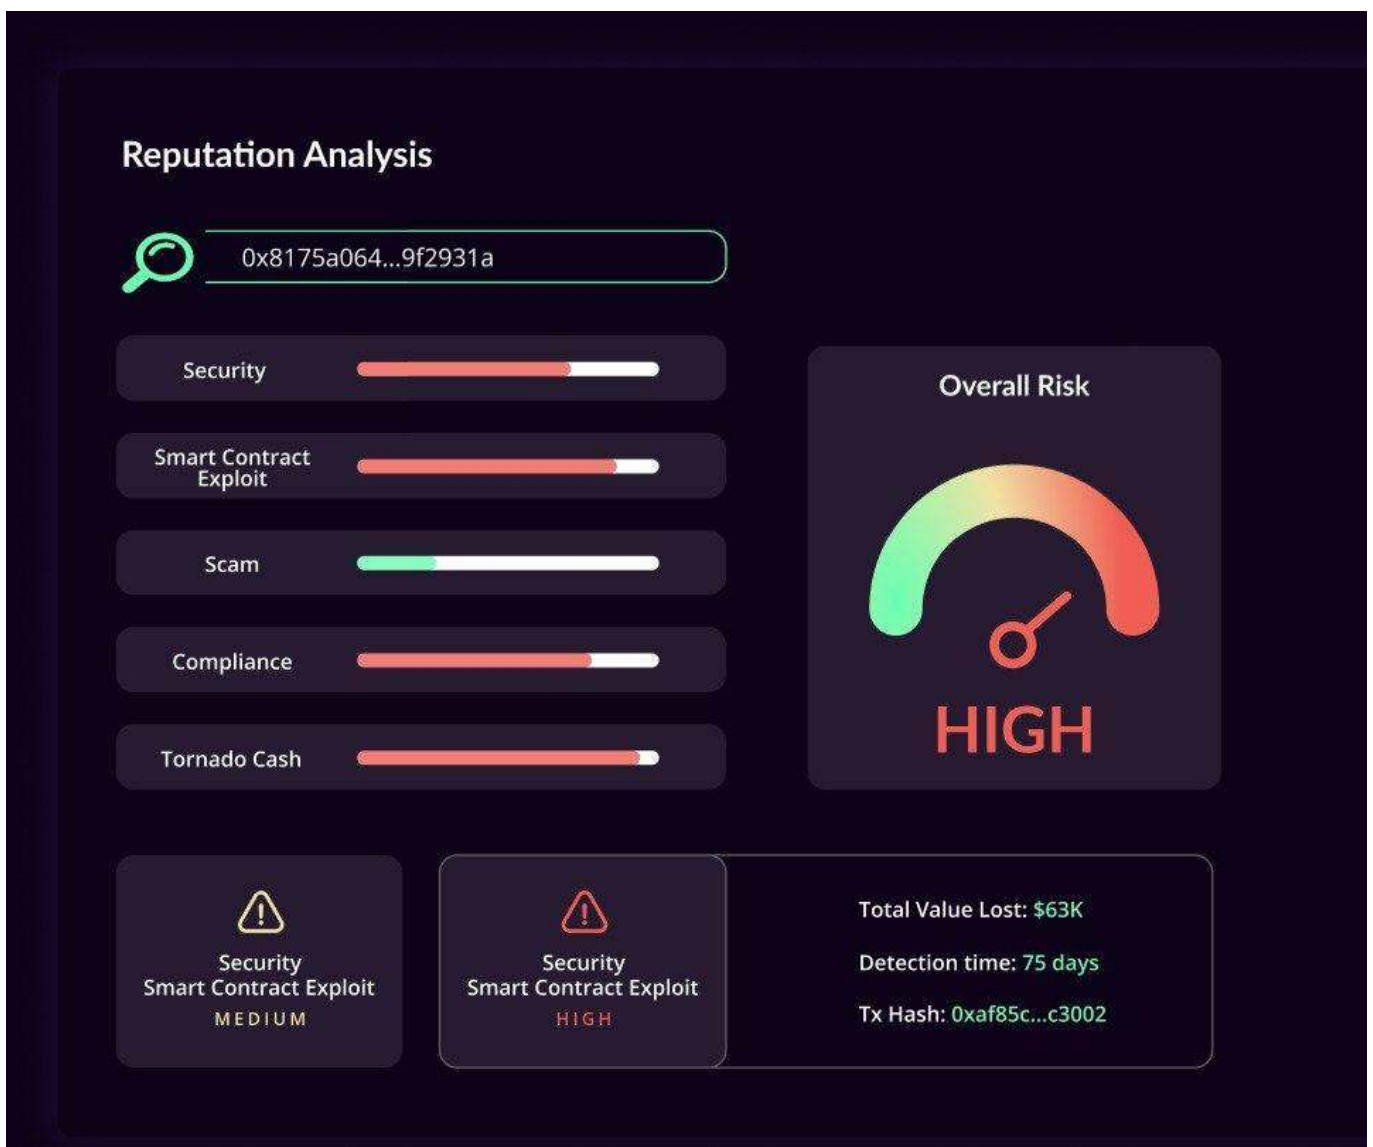 Reputation Analysis
0x8175a064...9f2931a
Security
Smart Contract
Exploit
Scam
Compliance
Tornado Cash
Overall Risk
HIGH
Security
Smart Contract Exploit
MEDIUM
Security
Smart Contract Exploit
HIGH
Total Value Lost: $63K
Detection time: 75 days
Tx Hash: 0xaf85c...c3002